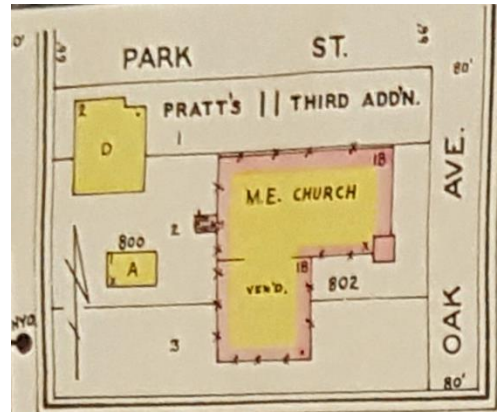 PARK ST.
80'
PRATT'S || THIRD ADD'N.
2
D
1
18
M.E. CHURCH
AVE.
2
800
1
A
X
18
VEN'D.
802
OAK
3
80'